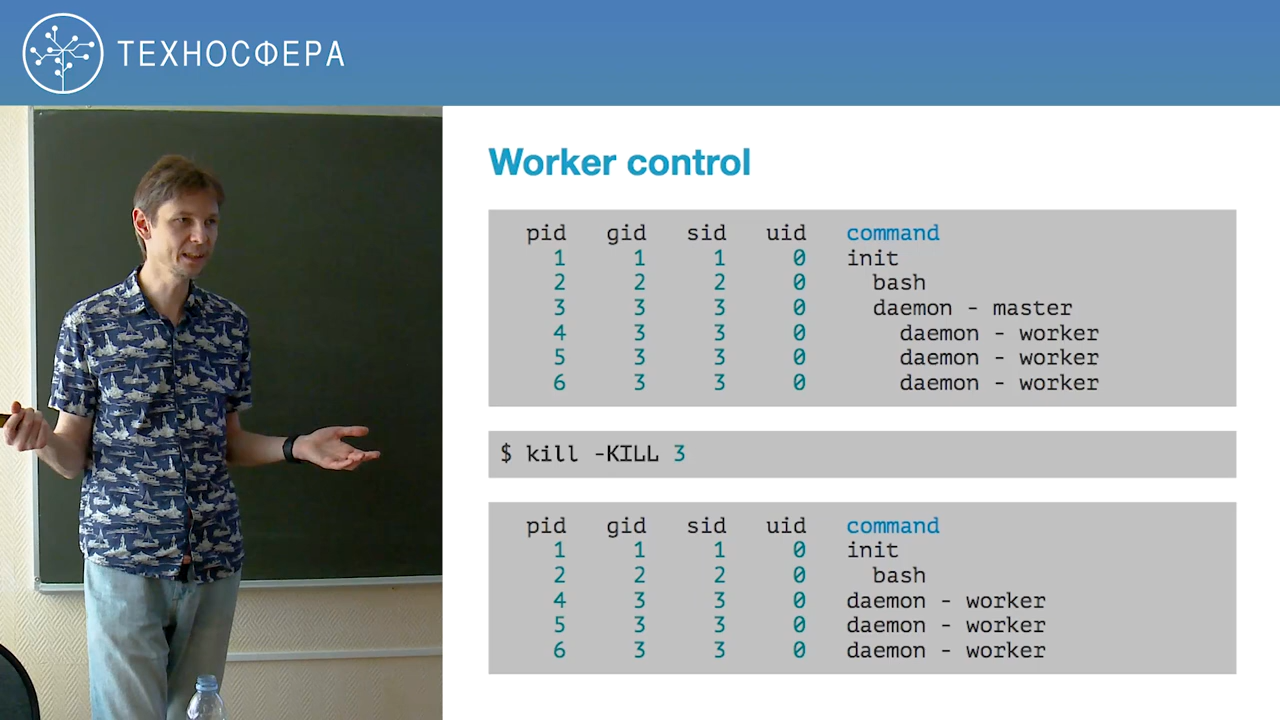 ТЕХНОСФЕРА
Worker control
pid gid sid uid command
1 1 1 0 init
2 2 2 0 bash
3 3 3 0 daemon - master
4 3 3 0 daemon - worker
5 3 3 0 daemon - worker
6 3 3 0 daemon - worker
$ kill -KILL 3
pid gid sid uid command
1 1 1 0 init
2 2 2 0 bash
4 3 3 0 daemon - worker
5 3 3 0 daemon - worker
6 3 3 0 daemon - worker